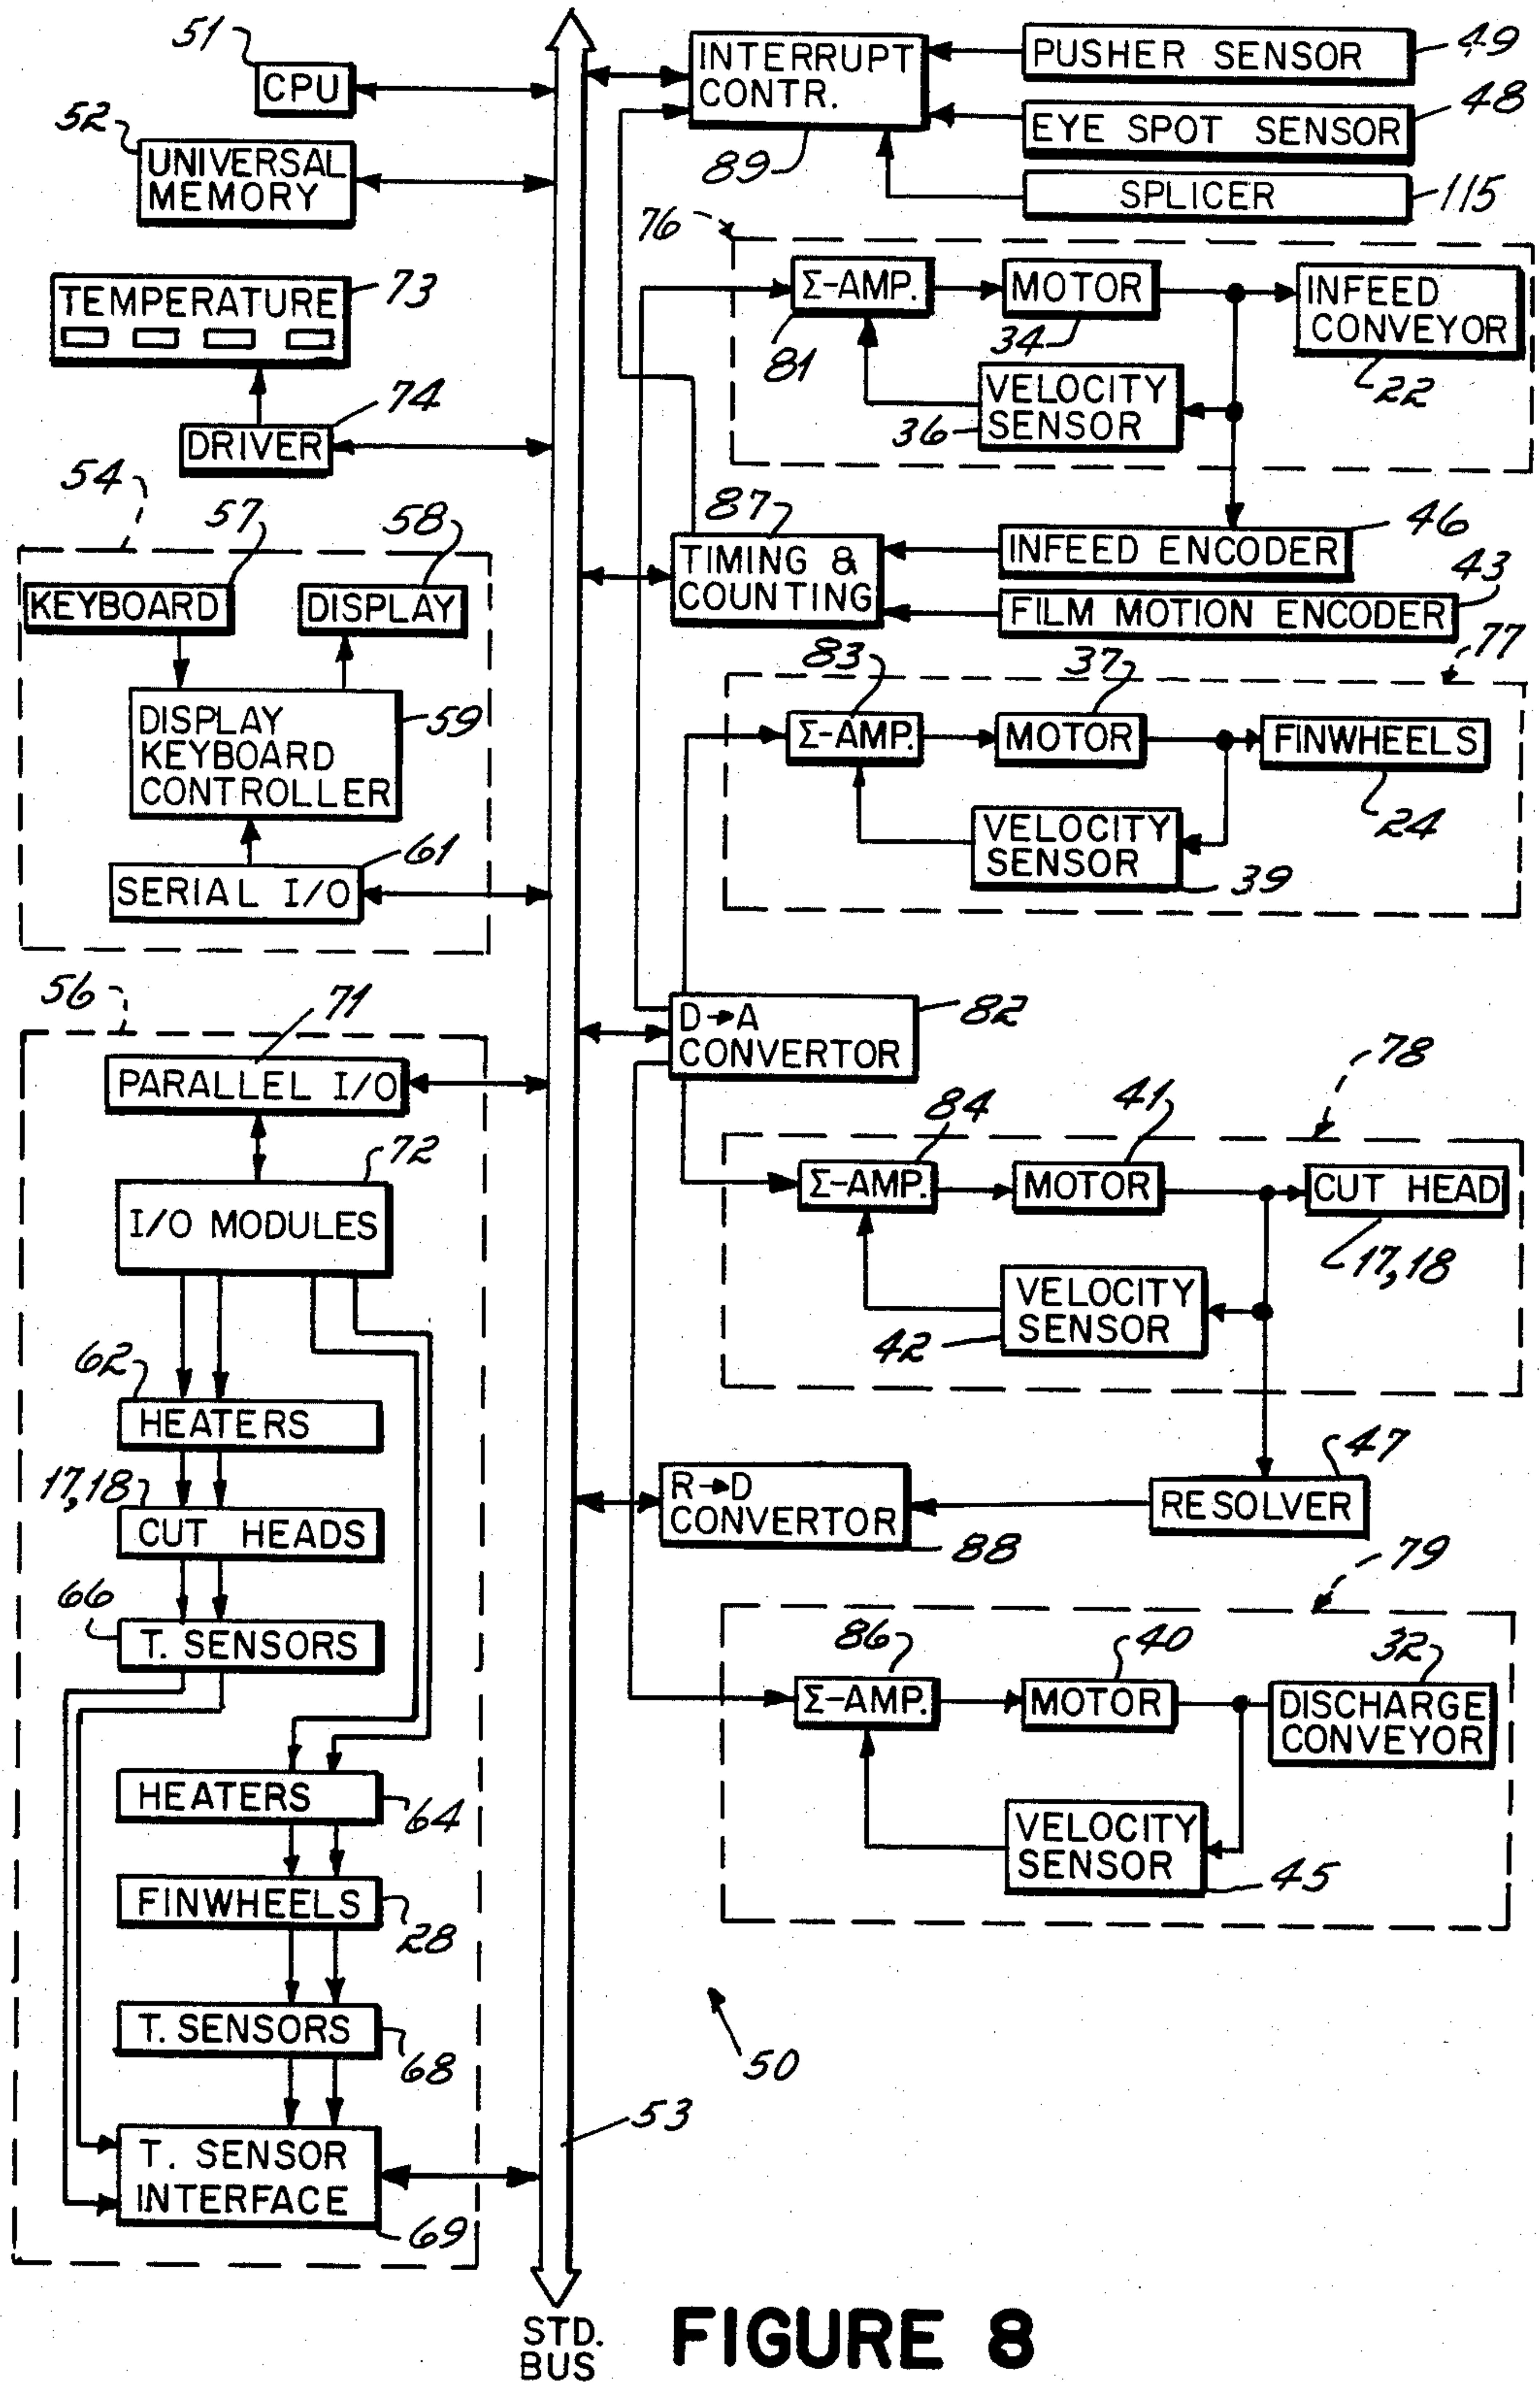 51
CPU
52
UNIVERSAL
MEMORY
TEMPERATURE
73
74
DRIVER
54
57
58
KEYBOARD
DISPLAY
DISPLAY
KEYBOARD
CONTROLLER
59
61
SERIAL I/O
56
71
PARALLEL I/O
72
I/O MODULES
62
HEATERS
17,18
CUT HEADS
66
T. SENSORS
HEATERS
64
FINWHEELS
28
T. SENSORS
68
T. SENSOR
INTERFACE
69
53
STD.
BUS
INTERRUPT
CONTR.
89
PUSHER SENSOR
49
EYE SPOT SENSOR
48
SPLICER
115
76
Σ-AMP.
81
MOTOR
34
INFEED
CONVEYOR
22
VELOCITY
SENSOR
36
87
TIMING &
COUNTING
INFEED ENCODER
46
FILM MOTION ENCODER
43
77
83
Σ-AMP.
37
MOTOR
FINWHEELS
24
VELOCITY
SENSOR
39
D→A
CONVERTOR
82
78
84
Σ-AMP.
41
MOTOR
CUT HEAD
17,18
VELOCITY
SENSOR
42
R→D
CONVERTOR
88
47
RESOLVER
79
86
Σ-AMP.
40
MOTOR
32
DISCHARGE
CONVEYOR
VELOCITY
SENSOR
45
50
FIGURE 8